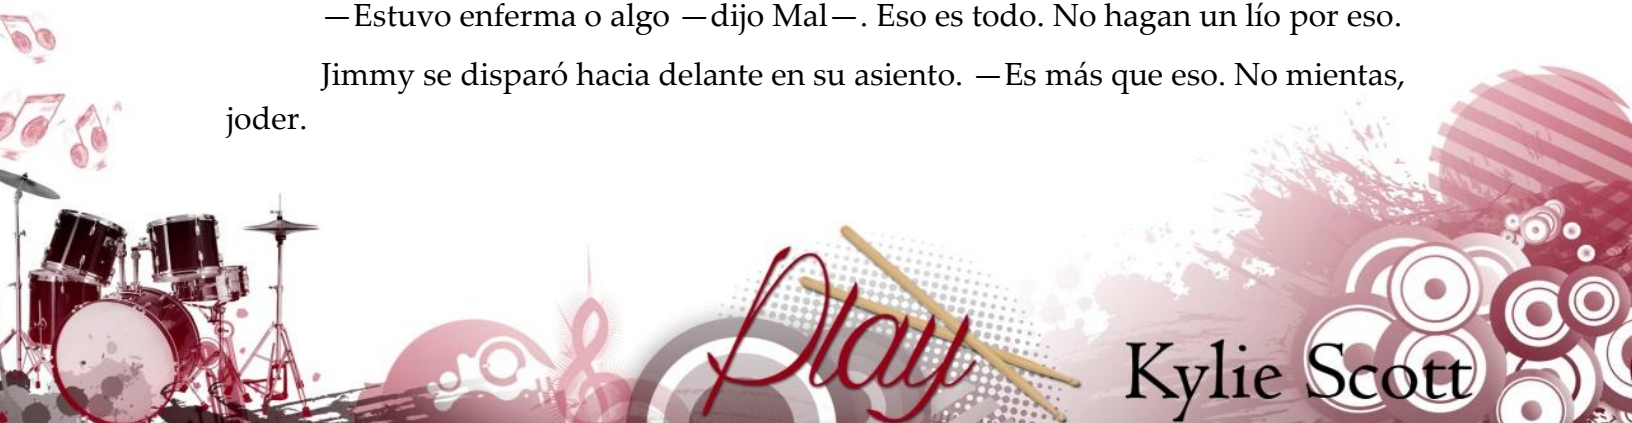 —Estuvo enferma o algo —dijo Mal—. Eso es todo. No hagan un lío por eso.
Jimmy se disparó hacia delante en su asiento. —Es más que eso. No mientas,
joder.
Play
Kylie Scott